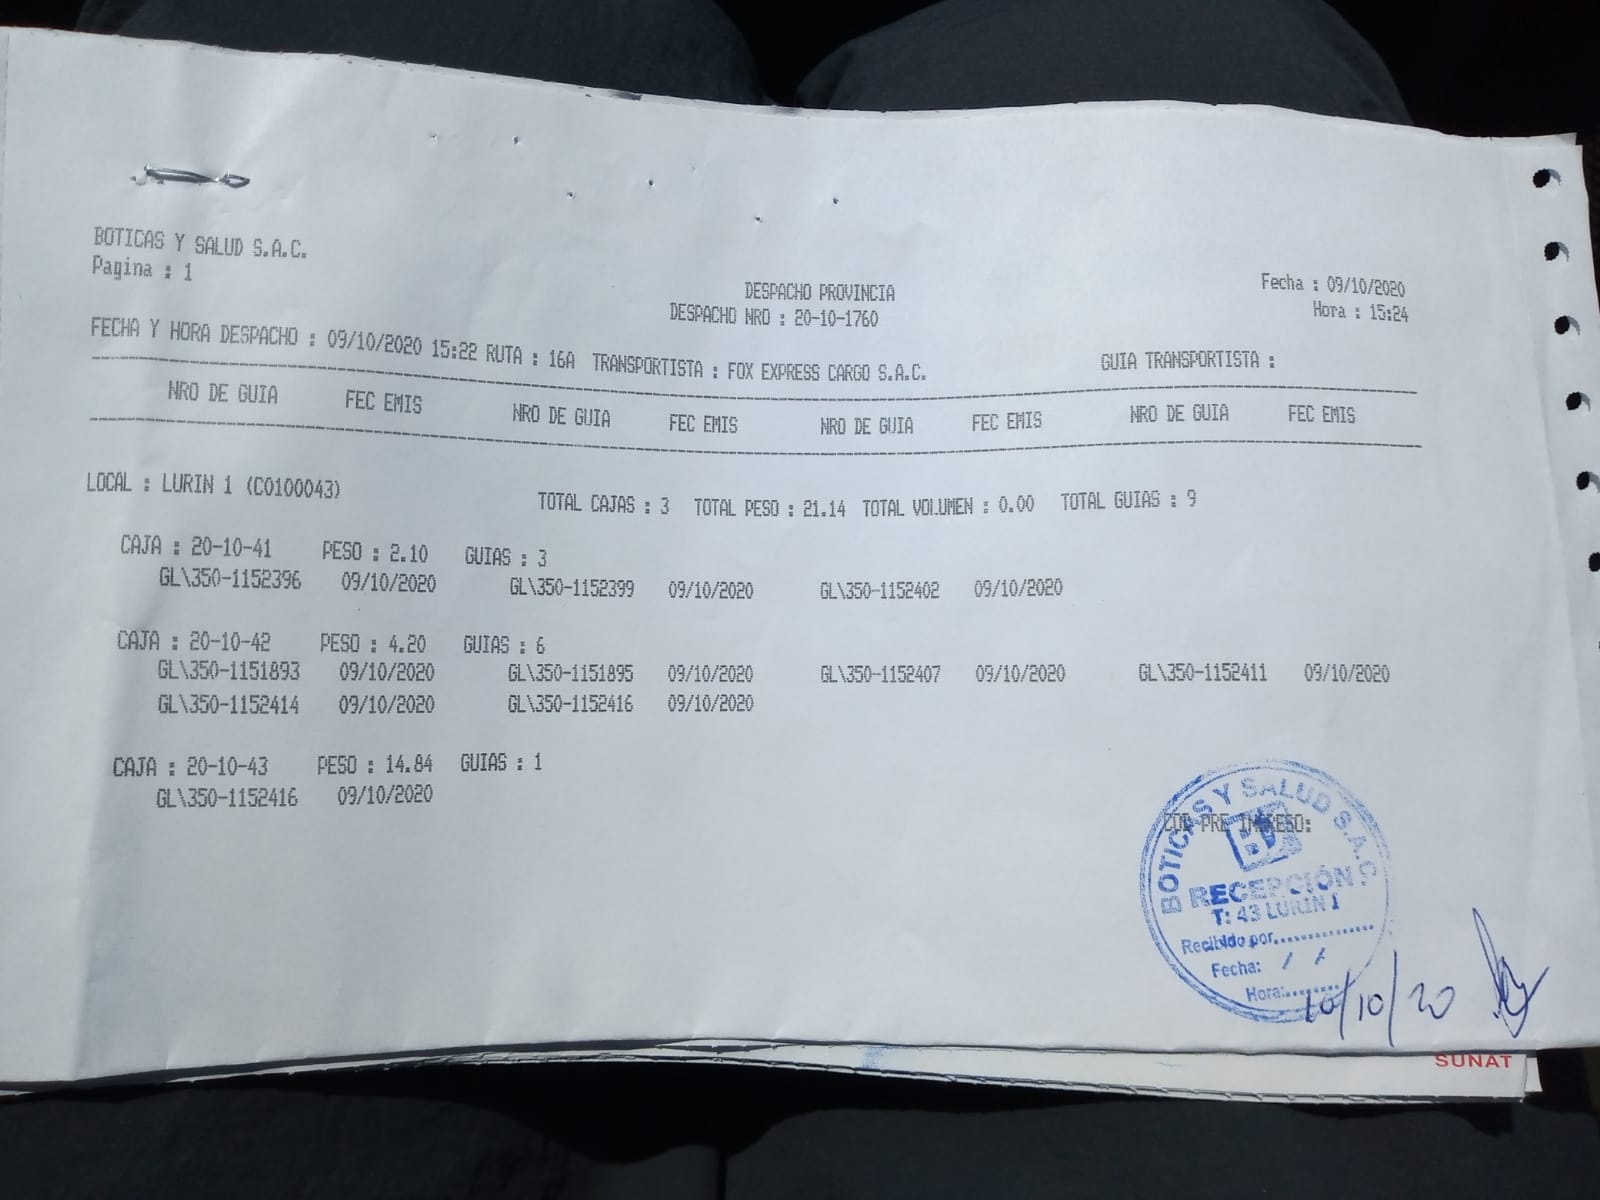 BOTICAS Y SALUD S.A.C.
Pagina : 1
Fecha : 09/10/2020
DESPACHO PROVINCIA
Hora : 15:24
DESPACHO NRO : 20-10-1760
FECHA Y HORA DESPACHO : 09/10/2020 15:22 RUTA : 16A TRANSPORTISTA : FOX EXPRESS CARGO S.A.C. GUIA TRANSPORTISTA :
NRO DE GUIA FEC EMIS NRO DE GUIA FEC EMIS NRO DE GUIA FEC EMIS NRO DE GUIA FEC EMIS
LOCAL : LURIN 1 (C0100043) TOTAL CAJAS : 3 TOTAL PESO : 21.14 TOTAL VOLUMEN : 0.00 TOTAL GUIAS : 9
CAJA : 20-10-41 PESO : 2.10 GUIAS : 3
GL\350-1152396 09/10/2020 GL\350-1152399 09/10/2020 GL\350-1152402 09/10/2020
CAJA : 20-10-42 PESO : 4.20 GUIAS : 6
GL\350-1151893 09/10/2020 GL\350-1151895 09/10/2020 GL\350-1152407 09/10/2020 GL\350-1152411 09/10/2020
GL\350-1152414 09/10/2020 GL\350-1152416 09/10/2020
CAJA : 20-10-43 PESO : 14.84 GUIAS : 1
GL\350-1152416 09/10/2020
COD PRE INGRESO:
BOTICAS Y SALUD S.A.C.
RECEPCIÓN
T: 43 LURIN I
Recibido por
Fecha: / /
Hora:
10/10/20
SUNAT